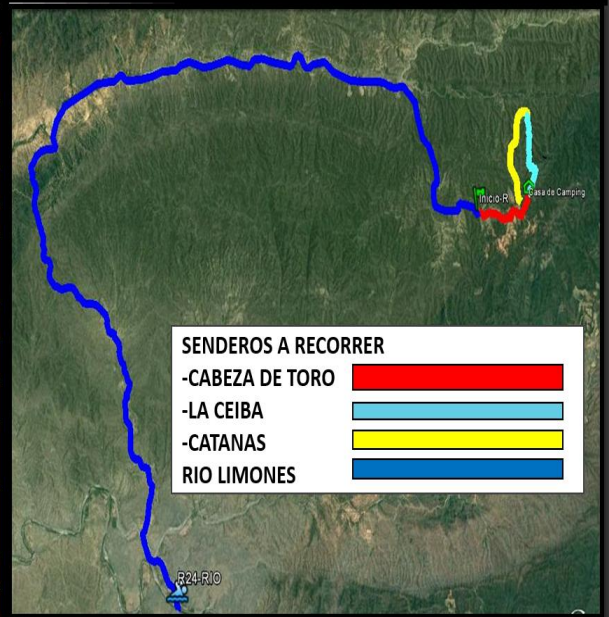 Inicio-R
Casa de Camping
SENDEROS A RECORRER
-CABEZA DE TORO
-LA CEIBA
-CATANAS
RIO LIMONES
R24-RIO